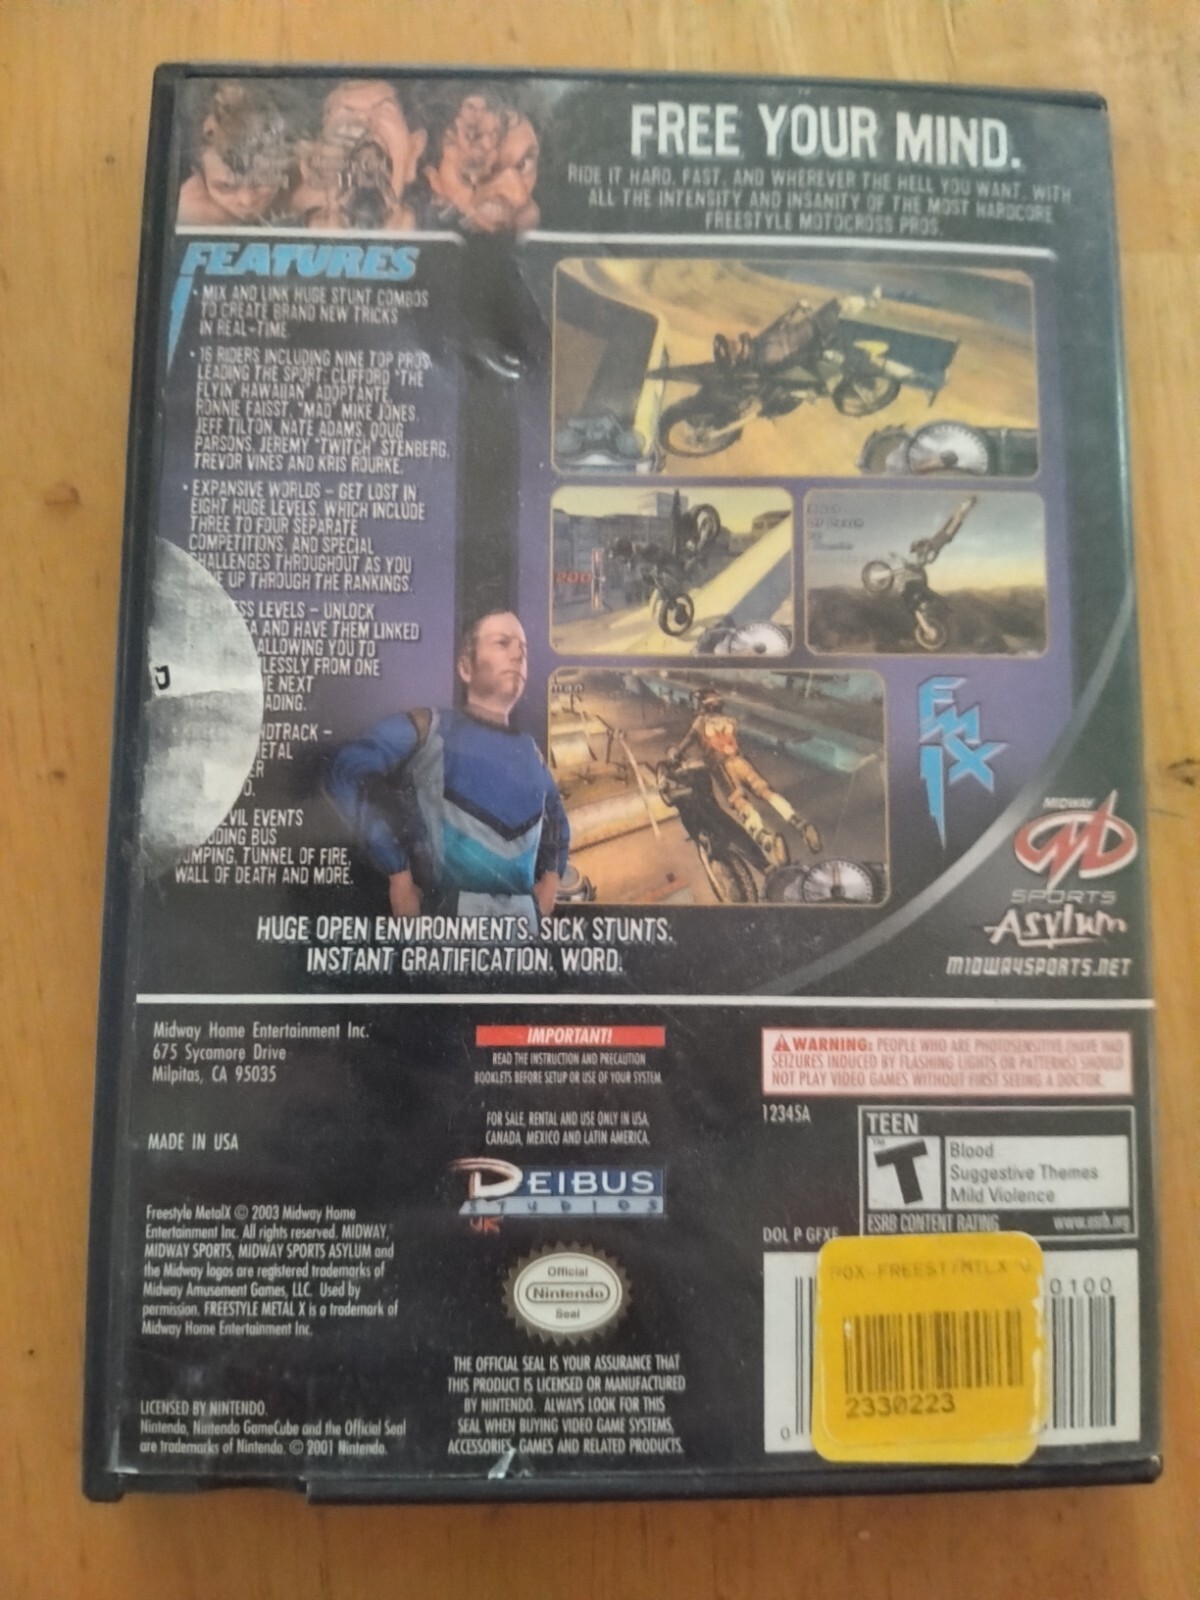 FREE YOUR MIND.
RIDE IT HARD, FAST, AND WHEREVER THE HELL YOU WANT, WITH
ALL THE INTENSITY AND INSANITY OF THE MOST HARDCORE
FREESTYLE MOTOCROSS PROS.
FEATURES
• MIX AND LINK HUGE STUNT COMBOS
TO CREATE BRAND NEW TRICKS
IN REAL-TIME
• 16 RIDERS INCLUDING NINE TOP PROS
LEADING THE SPORT: CLIFFORD "THE
FLYIN' HAWAIIAN" ADOPTANTE,
RONNIE FAISST, "MAD" MIKE JONES,
JEFF TILTON, NATE ADAMS, DOUG
PARSONS, JEREMY "TWITCH" STENBERG,
TREVOR VINES AND KRIS ROURKE.
• EXPANSIVE WORLDS - GET LOST IN
EIGHT HUGE LEVELS, WHICH INCLUDE
THREE TO FOUR SEPARATE
COMPETITIONS, AND SPECIAL
CHALLENGES THROUGHOUT AS YOU
UP THROUGH THE RANKINGS.
LEVELS - UNLOCK
AND HAVE THEM LINKED
ALLOWING YOU TO
FROM ONE
NEXT
EVENTS
BUS
JUMPING, TUNNEL OF FIRE,
WALL OF DEATH AND MORE.
200
FMX
MIDWAY
SPORTS
Asylum
MIDWAYSPORTS.NET
HUGE OPEN ENVIRONMENTS. SICK STUNTS.
INSTANT GRATIFICATION. WORD.
Midway Home Entertainment Inc.
675 Sycamore Drive
Milpitas, CA 95035
MADE IN USA
Freestyle MetalX © 2003 Midway Home
Entertainment Inc. All rights reserved. MIDWAY,
MIDWAY SPORTS, MIDWAY SPORTS ASYLUM and
the Midway logos are registered trademarks of
Midway Amusement Games, LLC. Used by
permission. FREESTYLE METAL X is a trademark of
Midway Home Entertainment Inc.
LICENSED BY NINTENDO.
Nintendo, Nintendo GameCube and the Official Seal
are trademarks of Nintendo. © 2001 Nintendo.
IMPORTANT!
READ THE INSTRUCTION AND PRECAUTION
BOOKLETS BEFORE SETUP OR USE OF YOUR SYSTEM.
FOR SALE, RENTAL AND USE ONLY IN USA,
CANADA, MEXICO AND LATIN AMERICA.
DEIBUS
STUDIOS
UK
Official
Nintendo
Seal
THE OFFICIAL SEAL IS YOUR ASSURANCE THAT
THIS PRODUCT IS LICENSED OR MANUFACTURED
BY NINTENDO. ALWAYS LOOK FOR THIS
SEAL WHEN BUYING VIDEO GAME SYSTEMS,
ACCESSORIES, GAMES AND RELATED PRODUCTS.
WARNING: PEOPLE WHO ARE PHOTOSENSITIVE (HAVE HAD
SEIZURES INDUCED BY FLASHING LIGHTS OR PATTERNS) SHOULD
NOT PLAY VIDEO GAMES WITHOUT FIRST SEEING A DOCTOR.
12345A
TEEN
T
Blood
Suggestive Themes
Mild Violence
ESRB CONTENT RATING www.esrb.org
DOL P GFXE
0100
0
2330223